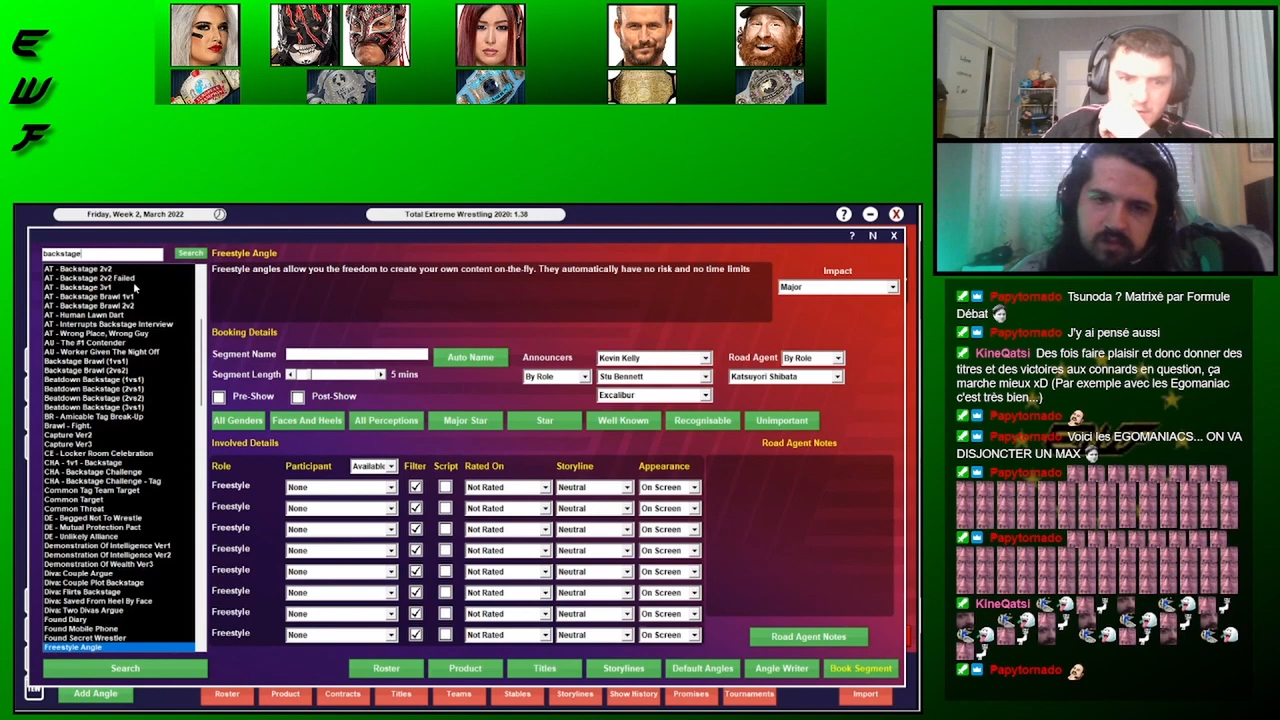 E
W
F
Friday, Week 2, March 2022
Total Extreme Wrestling 2020: 1.38
? − X
? N X
backstage
Search
Freestyle Angle
Freestyle angles allow you the freedom to create your own content on-the-fly. They automatically have no risk and no time limits
Impact
Major
AT - Backstage 2v2
AT - Backstage 2v2 Failed
AT - Backstage 3v1
AT - Backstage Brawl 1v1
AT - Backstage Brawl 2v2
AT - Human Lawn Dart
AT - Interrupts Backstage Interview
AT - Wrong Place, Wrong Guy
AU - The #1 Contender
AU - Worker Given The Night Off
Backstage Brawl (1vs1)
Backstage Brawl (2vs2)
Beatdown Backstage (1vs1)
Beatdown Backstage (2vs1)
Beatdown Backstage (2vs2)
Beatdown Backstage (3vs1)
BR - Amicable Tag Break-Up
Brawl - Fight.
Capture Ver2
Capture Ver3
CE - Locker Room Celebration
CHA - 1v1 - Backstage
CHA - Backstage Challenge
CHA - Backstage Challenge - Tag
Common Tag Team Target
Common Target
Common Threat
DE - Begged Not To Wrestle
DE - Mutual Protection Pact
DE - Unlikely Alliance
Demonstration Of Intelligence Ver1
Demonstration Of Intelligence Ver2
Demonstration Of Wealth Ver3
Diva: Couple Argue
Diva: Couple Plot Backstage
Diva: Flirts Backstage
Diva: Saved From Heel By Face
Diva: Two Divas Argue
Found Diary
Found Mobile Phone
Found Secret Wrestler
Freestyle Angle
Search
Booking Details
Segment Name
Auto Name
Announcers
Kevin Kelly
Road Agent
By Role
Segment Length
5 mins
By Role
Stu Bennett
Katsuyori Shibata
Pre-Show
Post-Show
Excalibur
All Genders
Faces And Heels
All Perceptions
Major Star
Star
Well Known
Recognisable
Unimportant
Involved Details
Road Agent Notes
Role Participant Available Filter Script Rated On Storyline Appearance
Freestyle None Not Rated Neutral On Screen
Freestyle None Not Rated Neutral On Screen
Freestyle None Not Rated Neutral On Screen
Freestyle None Not Rated Neutral On Screen
Freestyle None Not Rated Neutral On Screen
Freestyle None Not Rated Neutral On Screen
Freestyle None Not Rated Neutral On Screen
Freestyle None Not Rated Neutral On Screen
Road Agent Notes
Roster
Product
Titles
Storylines
Default Angles
Angle Writer
Book Segment
TEW
Add Angle
Roster
Product
Contracts
Titles
Teams
Stables
Storylines
Show History
Promises
Tournaments
Import
Papytornado Tsunoda ? Matrixé par Formule
Débat
Papytornado J'y ai pensé aussi
KineQatsi Des fois faire plaisir et donc donner des
titres et des victoires aux connards en question, ça
marche mieux xD (Par exemple avec les Egomaniac
c'est très bien...)
Papytornado
Papytornado Voici les EGOMANIACS... ON VA
DISJONCTER UN MAX
Papytornado
Papytornado
KineQatsi
Papytornado